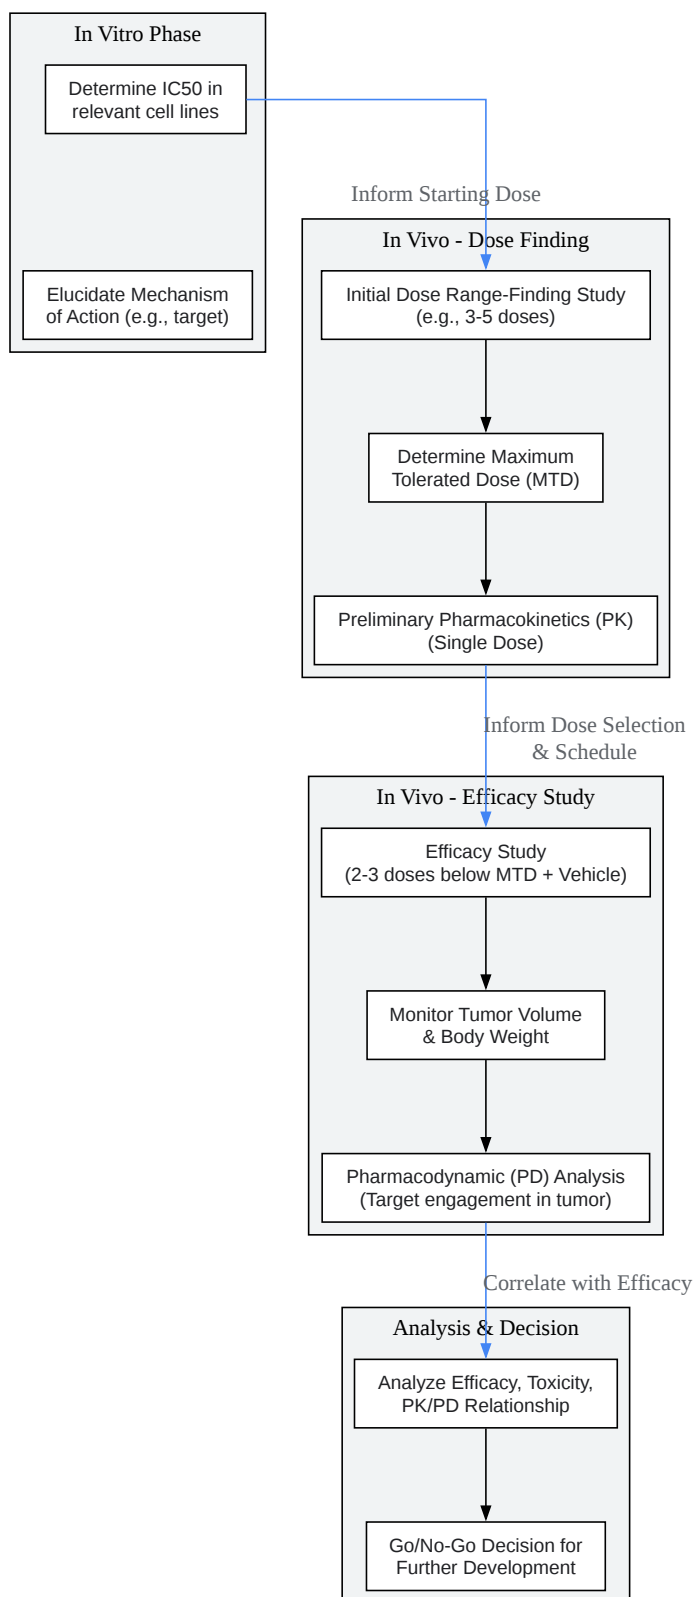 In Vitro Phase
Determine IC50 in
relevant cell lines
Elucidate Mechanism
of Action (e.g., target)
Inform Starting Dose
In Vivo - Dose Finding
Initial Dose Range-Finding Study
(e.g., 3-5 doses)
Determine Maximum
Tolerated Dose (MTD)
Preliminary Pharmacokinetics (PK)
(Single Dose)
Inform Dose Selection
& Schedule
In Vivo - Efficacy Study
Efficacy Study
(2-3 doses below MTD + Vehicle)
Monitor Tumor Volume
& Body Weight
Pharmacodynamic (PD) Analysis
(Target engagement in tumor)
Correlate with Efficacy
Analysis & Decision
Analyze Efficacy, Toxicity,
PK/PD Relationship
Go/No-Go Decision for
Further Development